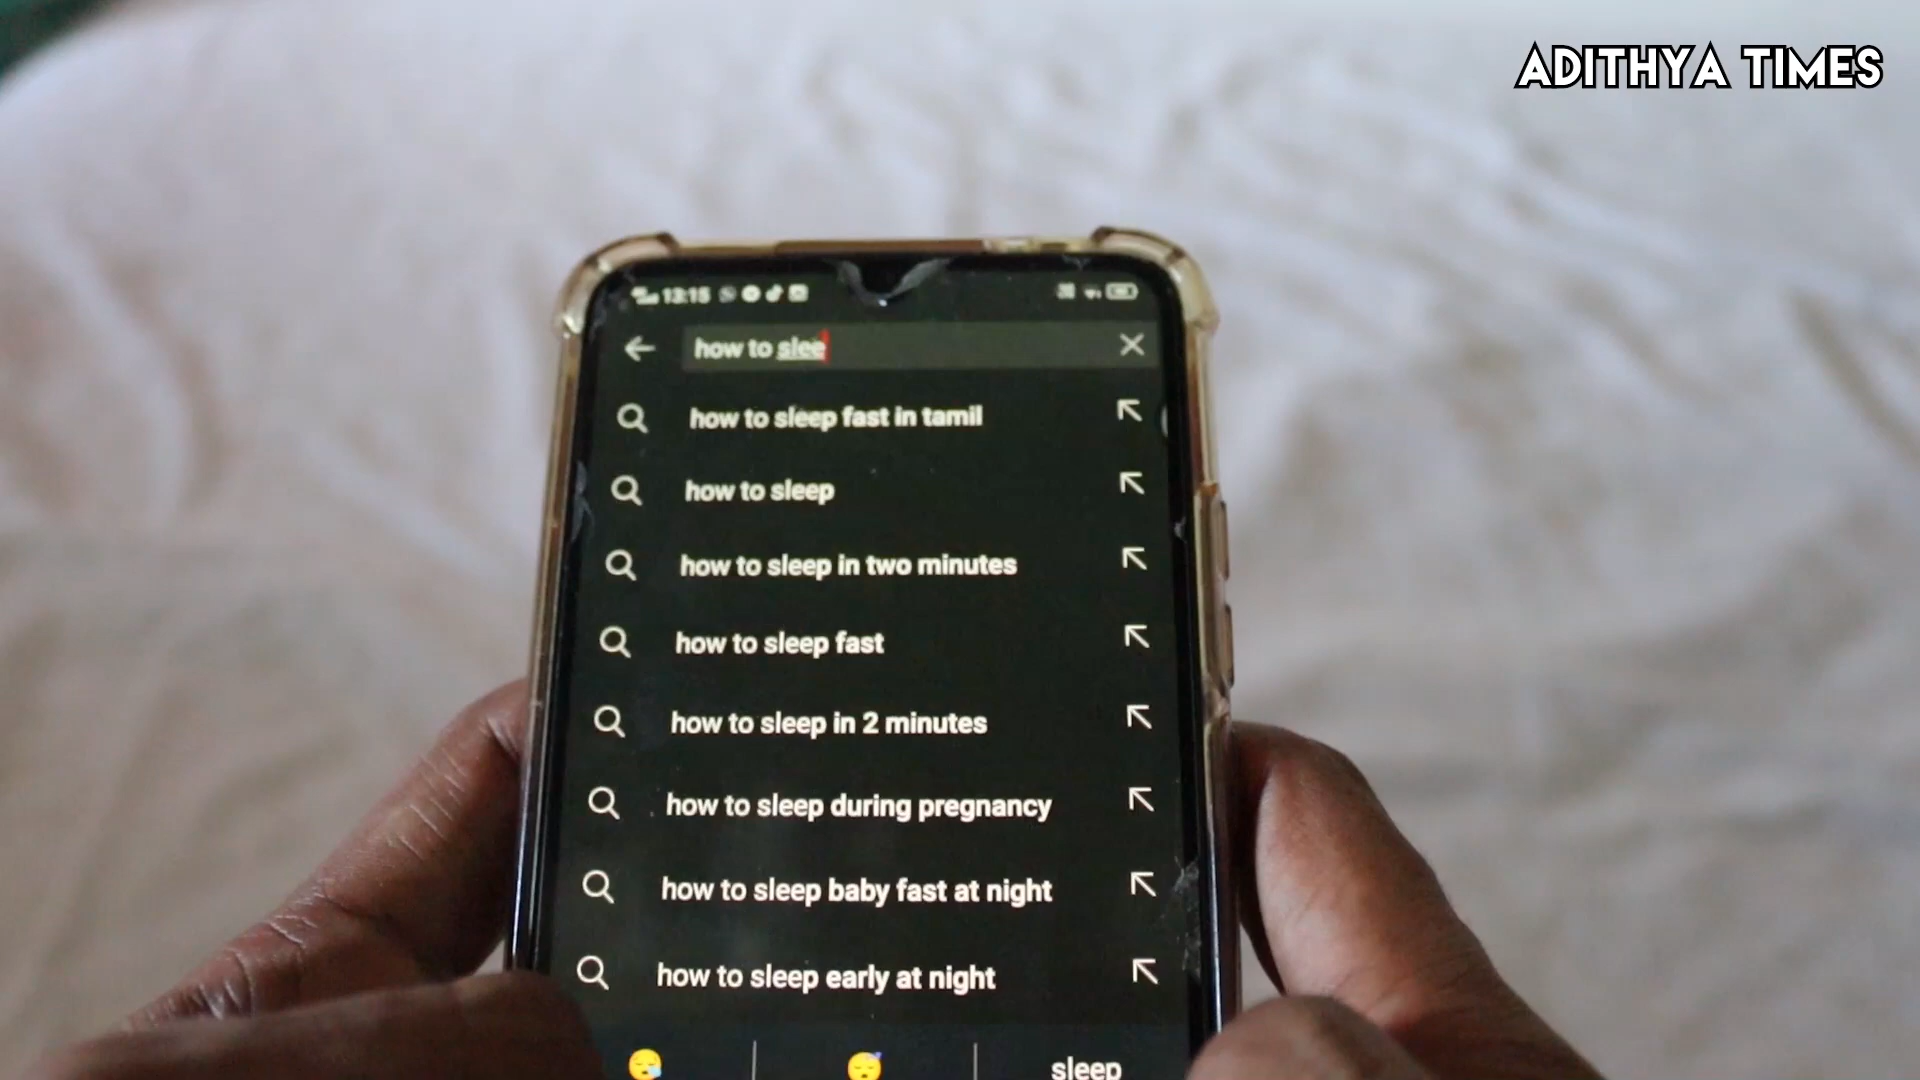 ADITHYA TIMES
13:15
how to slee
how to sleep fast in tamil
how to sleep
how to sleep in two minutes
how to sleep fast
how to sleep in 2 minutes
how to sleep during pregnancy
how to sleep baby fast at night
how to sleep early at night
sleep